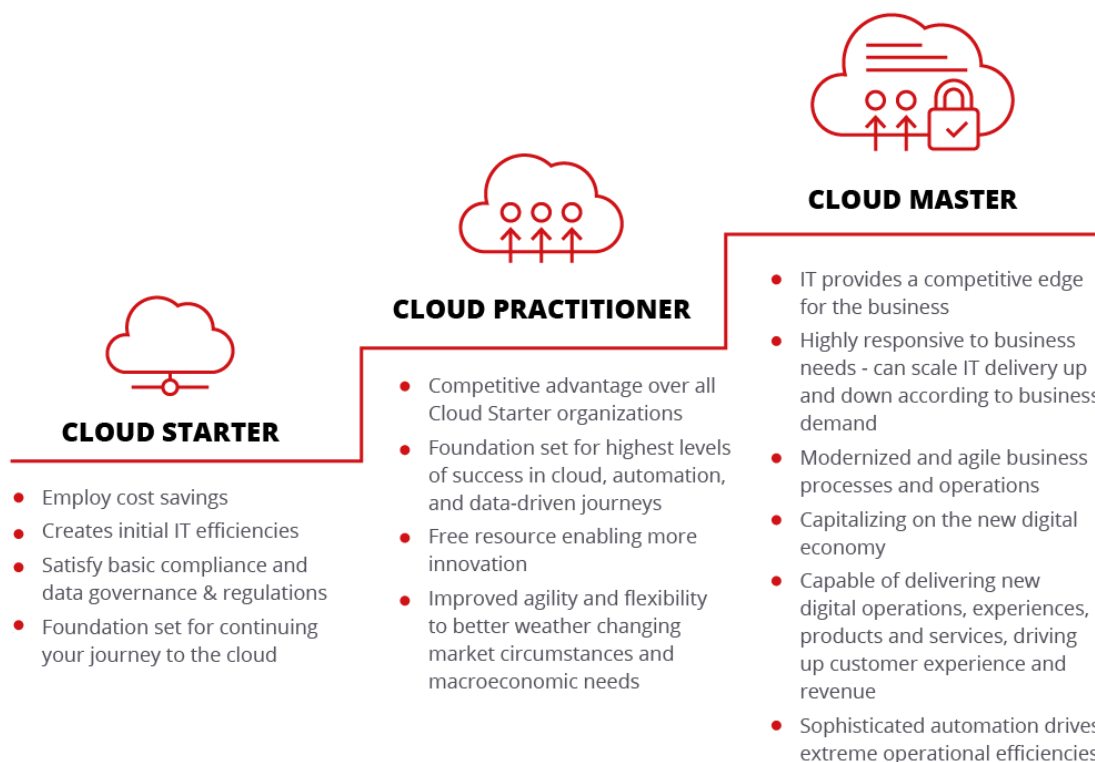 CLOUD STARTER
• Employ cost savings
• Creates initial IT efficiencies
• Satisfy basic compliance and
data governance & regulations
• Foundation set for continuing
your journey to the cloud
CLOUD PRACTITIONER
• Competitive advantage over all
Cloud Starter organizations
• Foundation set for highest levels
of success in cloud, automation,
and data-driven journeys
• Free resource enabling more
innovation
• Improved agility and flexibility
to better weather changing
market circumstances and
macroeconomic needs
CLOUD MASTER
• IT provides a competitive edge
for the business
• Highly responsive to business
needs - can scale IT delivery up
and down according to business
demand
• Modernized and agile business
processes and operations
• Capitalizing on the new digital
economy
• Capable of delivering new
digital operations, experiences,
products and services, driving
up customer experience and
revenue
• Sophisticated automation drives
extreme operational efficiencies